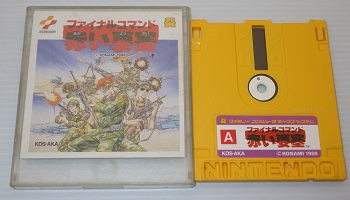 KONAMI
ファイナルコマンド
赤い要塞
KDS-AKA
ファミリー コンピュータ ディスク システム
A
ファイナルコマンド
赤い要塞
KDS-AKA
©KONAMI 1988
NINTENDO